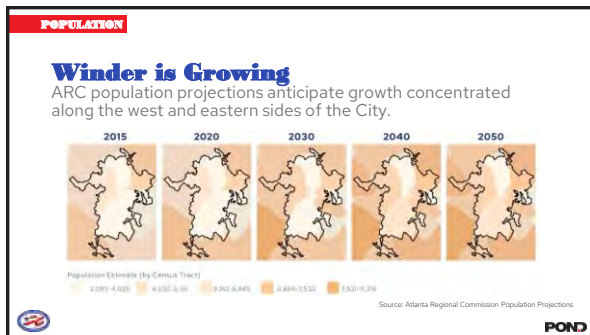 POPULATION
Winder is Growing
ARC population projections anticipate growth concentrated
along the west and eastern sides of the City.
2015 2020 2030 2040 2050
Population Estimate (by Census Tract)
Source: Atlanta Regional Commission Population Projections
POND